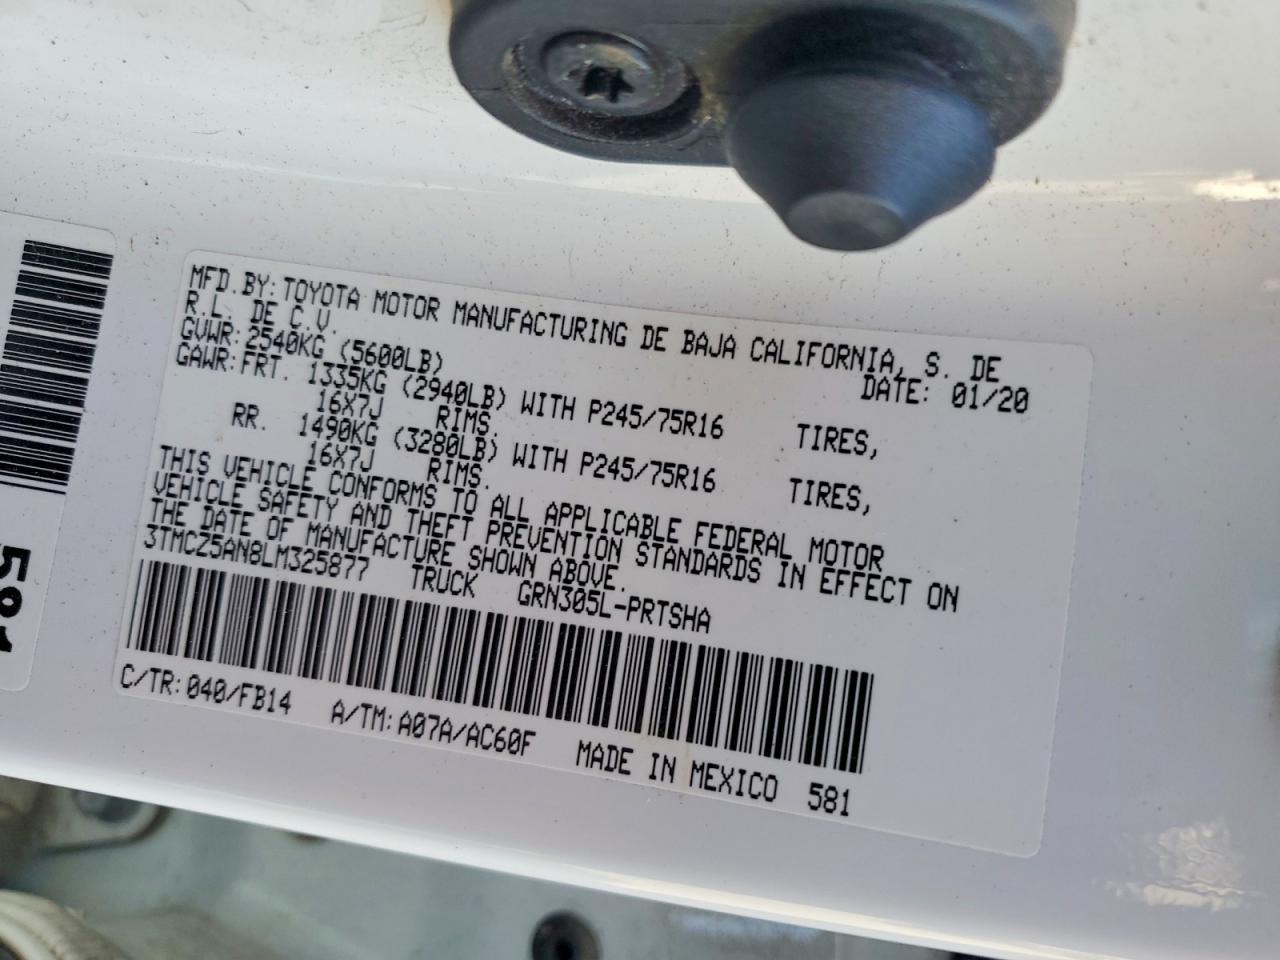 MFD.BY:TOYOTA MOTOR MANUFACTURING DE BAJA CALIFORNIA, S. DE
R.L. DE C.V. DATE: 01/20
GVWR:2540KG (5600LB)
GAWR:FRT. 1335KG (2940LB) WITH P245/75R16 TIRES,
16X7J RIMS.
RR. 1490KG (3280LB) WITH P245/75R16 TIRES,
16X7J RIMS.
THIS VEHICLE CONFORMS TO ALL APPLICABLE FEDERAL MOTOR
VEHICLE SAFETY AND THEFT PREVENTION STANDARDS IN EFFECT ON
THE DATE OF MANUFACTURE SHOWN ABOVE.
3TMCZ5AN8LM325877 TRUCK GRN305L-PRTSHA
C/TR:040/FB14 A/TM:A07A/AC60F MADE IN MEXICO 581
581